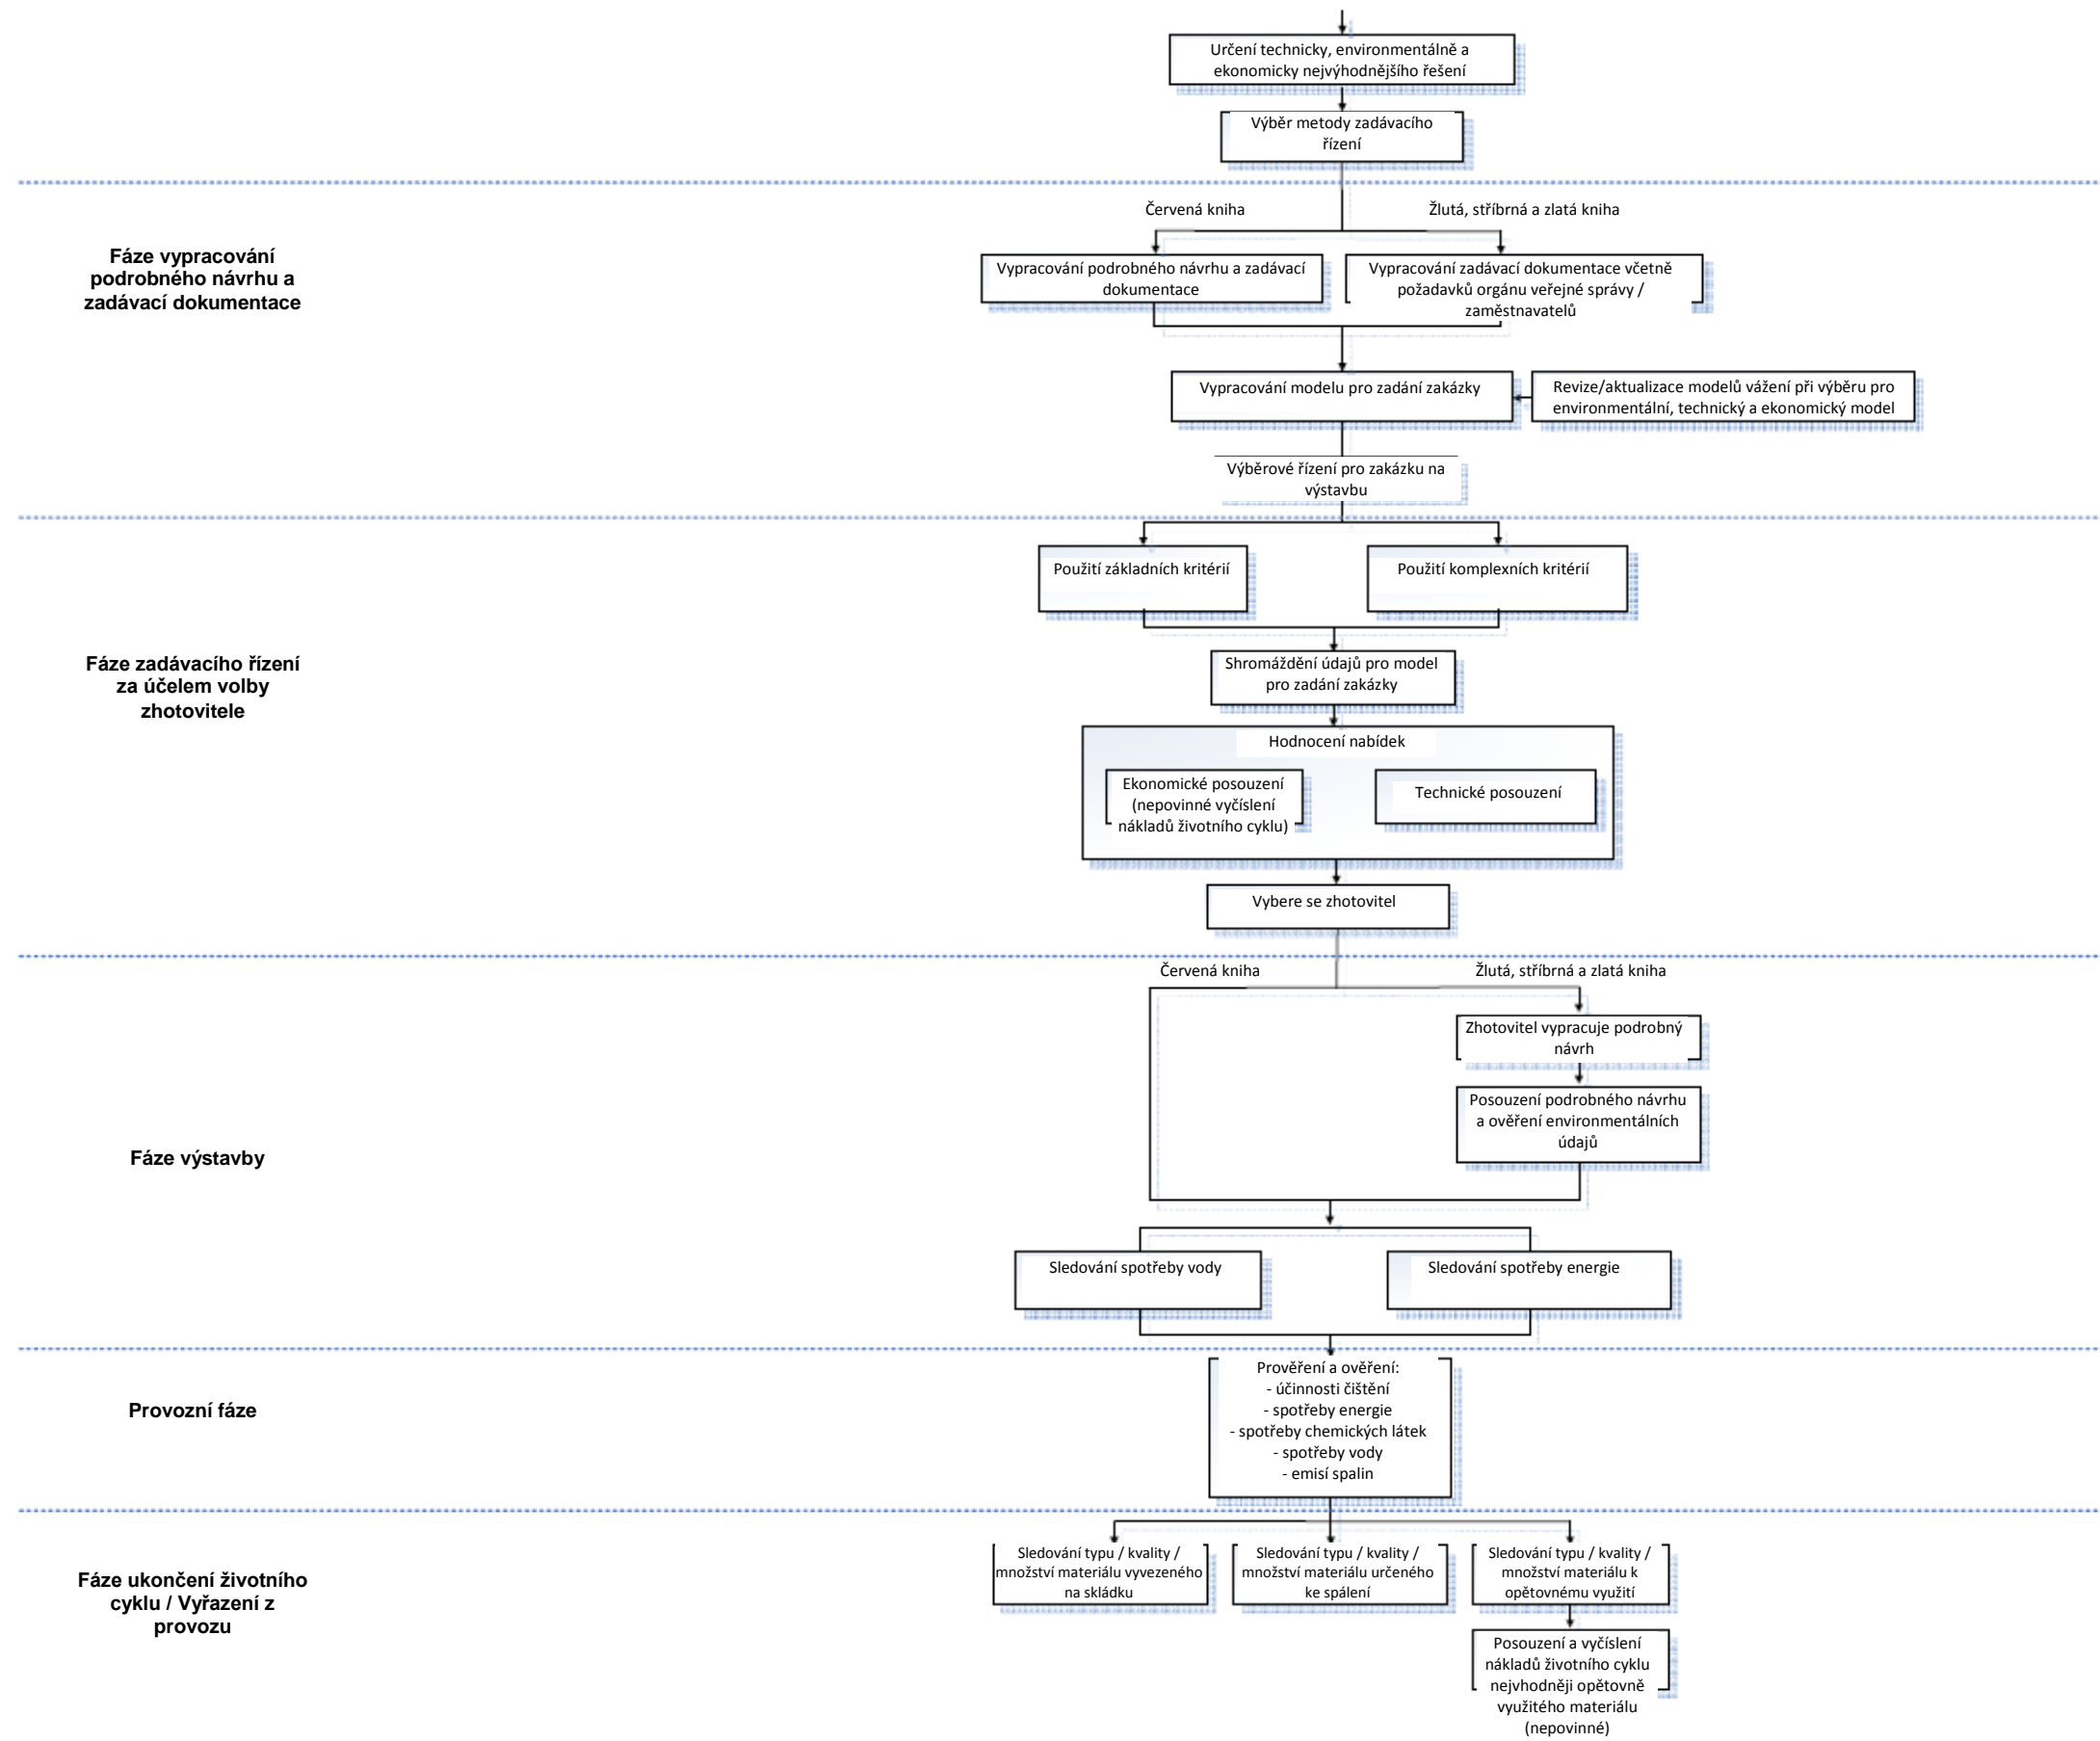 Určení technicky, environmentálně a
ekonomicky nejvýhodnějšího řešení
Výběr metody zadávacího
řízení
Červená kniha
Žlutá, stříbrná a zlatá kniha
Fáze vypracování
podrobného návrhu a
zadávací dokumentace
Vypracování podrobného návrhu a zadávací
dokumentace
Vypracování zadávací dokumentace včetně
požadavků orgánu veřejné správy /
zaměstnavatelů
Vypracování modelu pro zadání zakázky
Revize/aktualizace modelů vážení při výběru pro
environmentální, technický a ekonomický model
Výběrové řízení pro zakázku na
výstavbu
Použití základních kritérií
Použití komplexních kritérií
Fáze zadávacího řízení
za účelem volby
zhotovitele
Shromáždění údajů pro model
pro zadání zakázky
Hodnocení nabídek
Ekonomické posouzení
(nepovinné vyčíslení
nákladů životního cyklu)
Technické posouzení
Vybere se zhotovitel
Červená kniha
Žlutá, stříbrná a zlatá kniha
Zhotovitel vypracuje podrobný
návrh
Posouzení podrobného návrhu
a ověření environmentálních
údajů
Fáze výstavby
Sledování spotřeby vody
Sledování spotřeby energie
Provozní fáze
Prověření a ověření:
- účinnosti čištění
- spotřeby energie
- spotřeby chemických látek
- spotřeby vody
- emisí spalin
Fáze ukončení životního
cyklu / Vyřazení z
provozu
Sledování typu / kvality /
množství materiálu vyvezeného
na skládku
Sledování typu / kvality /
množství materiálu určeného
ke spálení
Sledování typu / kvality /
množství materiálu k
opětovnému využití
Posouzení a vyčíslení
nákladů životního cyklu
nejvhodněji opětovně
využitého materiálu
(nepovinné)